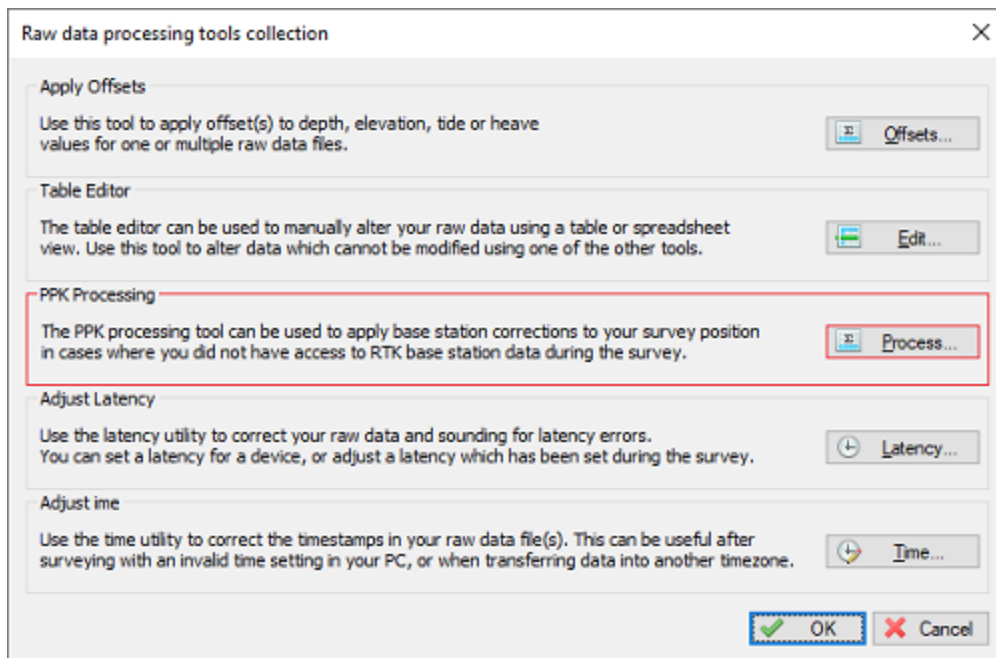 Raw data processing tools collection
Apply Offsets
Use this tool to apply offset(s) to depth, elevation, tide or heave
values for one or multiple raw data files.
Offsets...
Table Editor
The table editor can be used to manually alter your raw data using a table or spreadsheet
view. Use this tool to alter data which cannot be modified using one of the other tools.
Edit...
PPK Processing
The PPK processing tool can be used to apply base station corrections to your survey position
in cases where you did not have access to RTK base station data during the survey.
Process...
Adjust Latency
Use the latency utility to correct your raw data and sounding for latency errors.
You can set a latency for a device, or adjust a latency which has been set during the survey.
Latency...
Adjust ime
Use the time utility to correct the timestamps in your raw data file(s). This can be useful after
surveying with an invalid time setting in your PC, or when transferring data into another timezone.
Time...
OK
Cancel